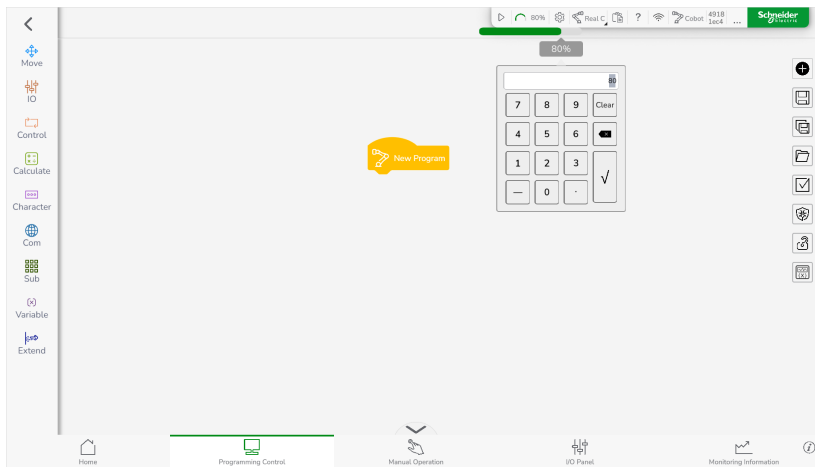 80%
Real C
?
Cobot
4918
1ec4
...
Schneider
Electric
80%
80
7 8 9 Clear
4 5 6
1 2 3 √
— 0 .
Move
IO
Control
Calculate
Character
Com
Sub
(x)
Variable
Extend
New Program
Home
Programming Control
Manual Operation
I/O Panel
Monitoring Information
i